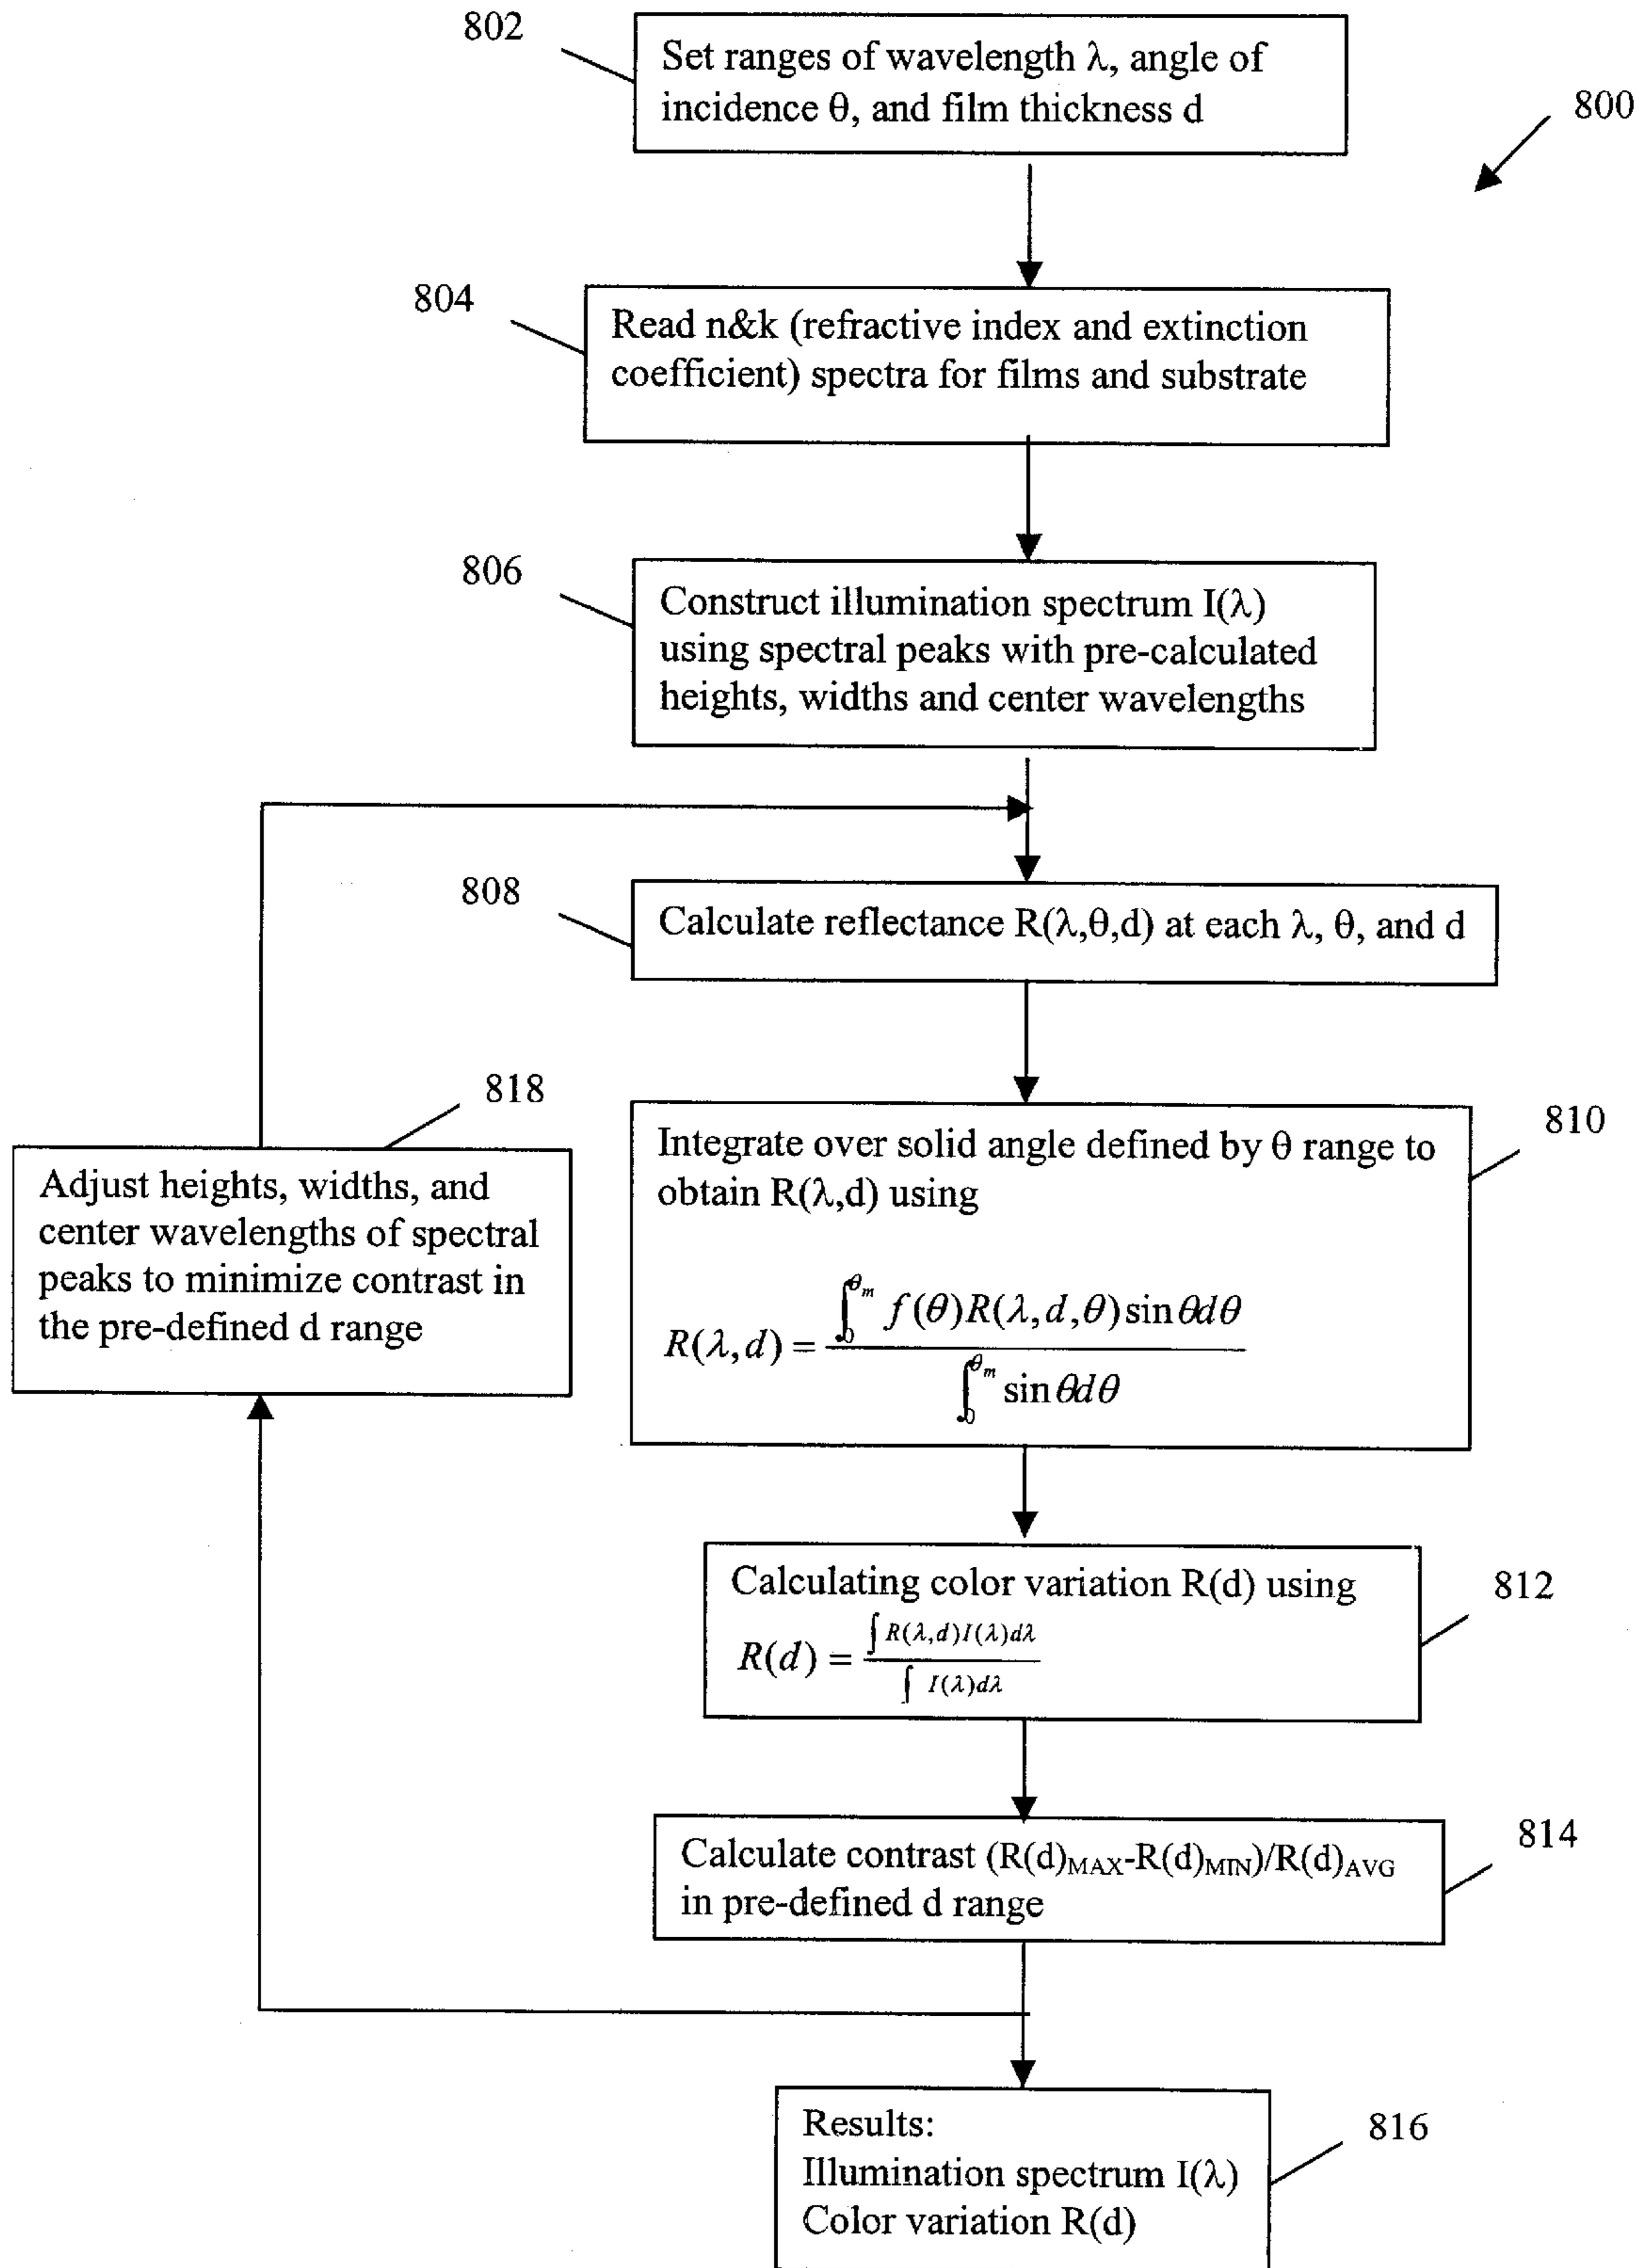 802
Set ranges of wavelength λ, angle of
incidence θ, and film thickness d
800
804
Read n&k (refractive index and extinction
coefficient) spectra for films and substrate
806
Construct illumination spectrum I(λ)
using spectral peaks with pre-calculated
heights, widths and center wavelengths
808
Calculate reflectance R(λ,θ,d) at each λ, θ, and d
818
Adjust heights, widths, and
center wavelengths of spectral
peaks to minimize contrast in
the pre-defined d range
810
Integrate over solid angle defined by θ range to
obtain R(λ,d) using
R(λ,d) = ∫₀^θm f(θ)R(λ,d,θ)sinθdθ / ∫₀^θm sinθdθ
812
Calculating color variation R(d) using
R(d) = ∫R(λ,d)I(λ)dλ / ∫ I(λ)dλ
814
Calculate contrast (R(d)MAX-R(d)MIN)/R(d)AVG
in pre-defined d range
816
Results:
Illumination spectrum I(λ)
Color variation R(d)